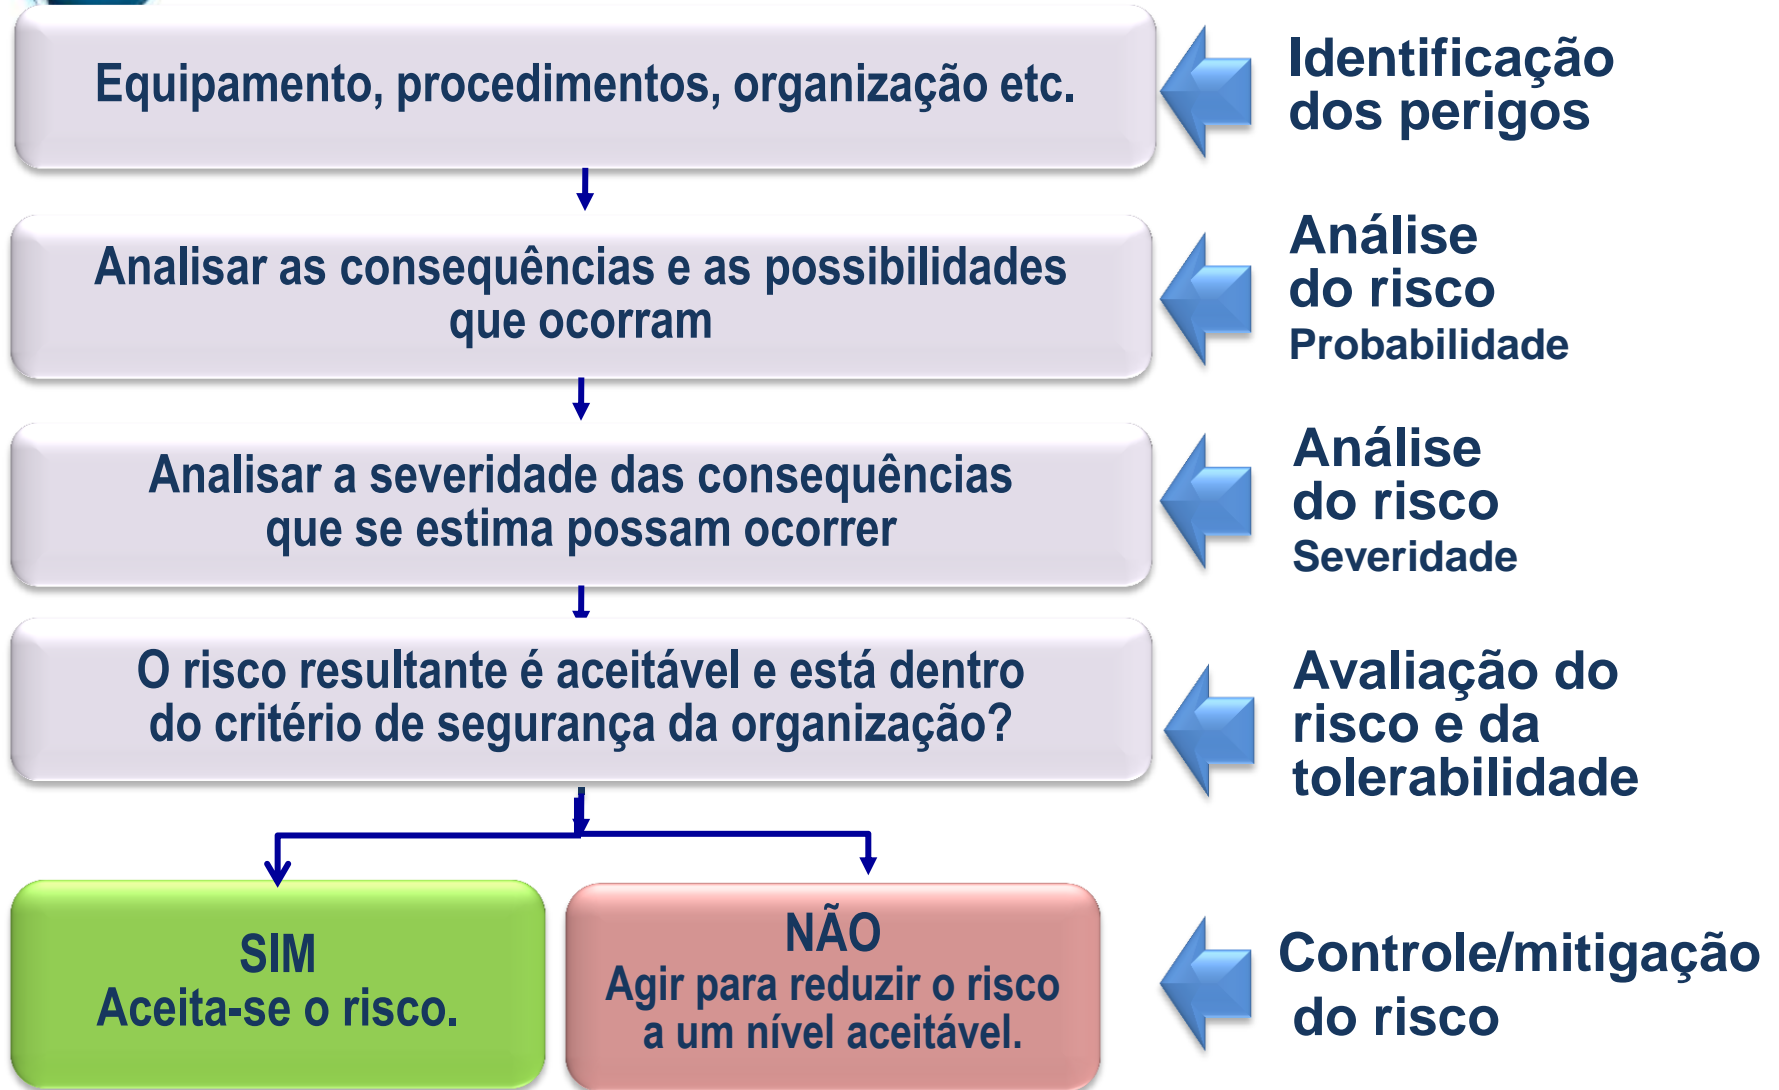 Equipamento, procedimentos, organização etc.
Identificação
dos perigos
Analisar as consequências e as possibilidades
que ocorram
Análise
do risco
Probabilidade
Analisar a severidade das consequências
que se estima possam ocorrer
Análise
do risco
Severidade
O risco resultante é aceitável e está dentro
do critério de segurança da organização?
Avaliação do
risco e da
tolerabilidade
SIM
Aceita-se o risco.
NÃO
Agir para reduzir o risco
a um nível aceitável.
Controle/mitigação
do risco